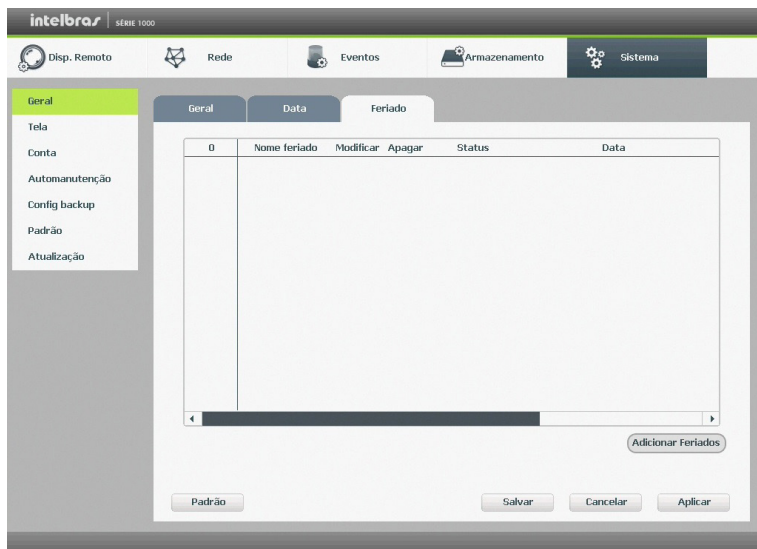 intelbras | SÉRIE 1000
Disp. Remoto
Rede
Eventos
Armazenamento
Sistema
Geral
Tela
Conta
Automanutenção
Config backup
Padrão
Atualização
Geral
Data
Feriado
0
Nome feriado
Modificar
Apagar
Status
Data
Adicionar Feriados
Padrão
Salvar
Cancelar
Aplicar